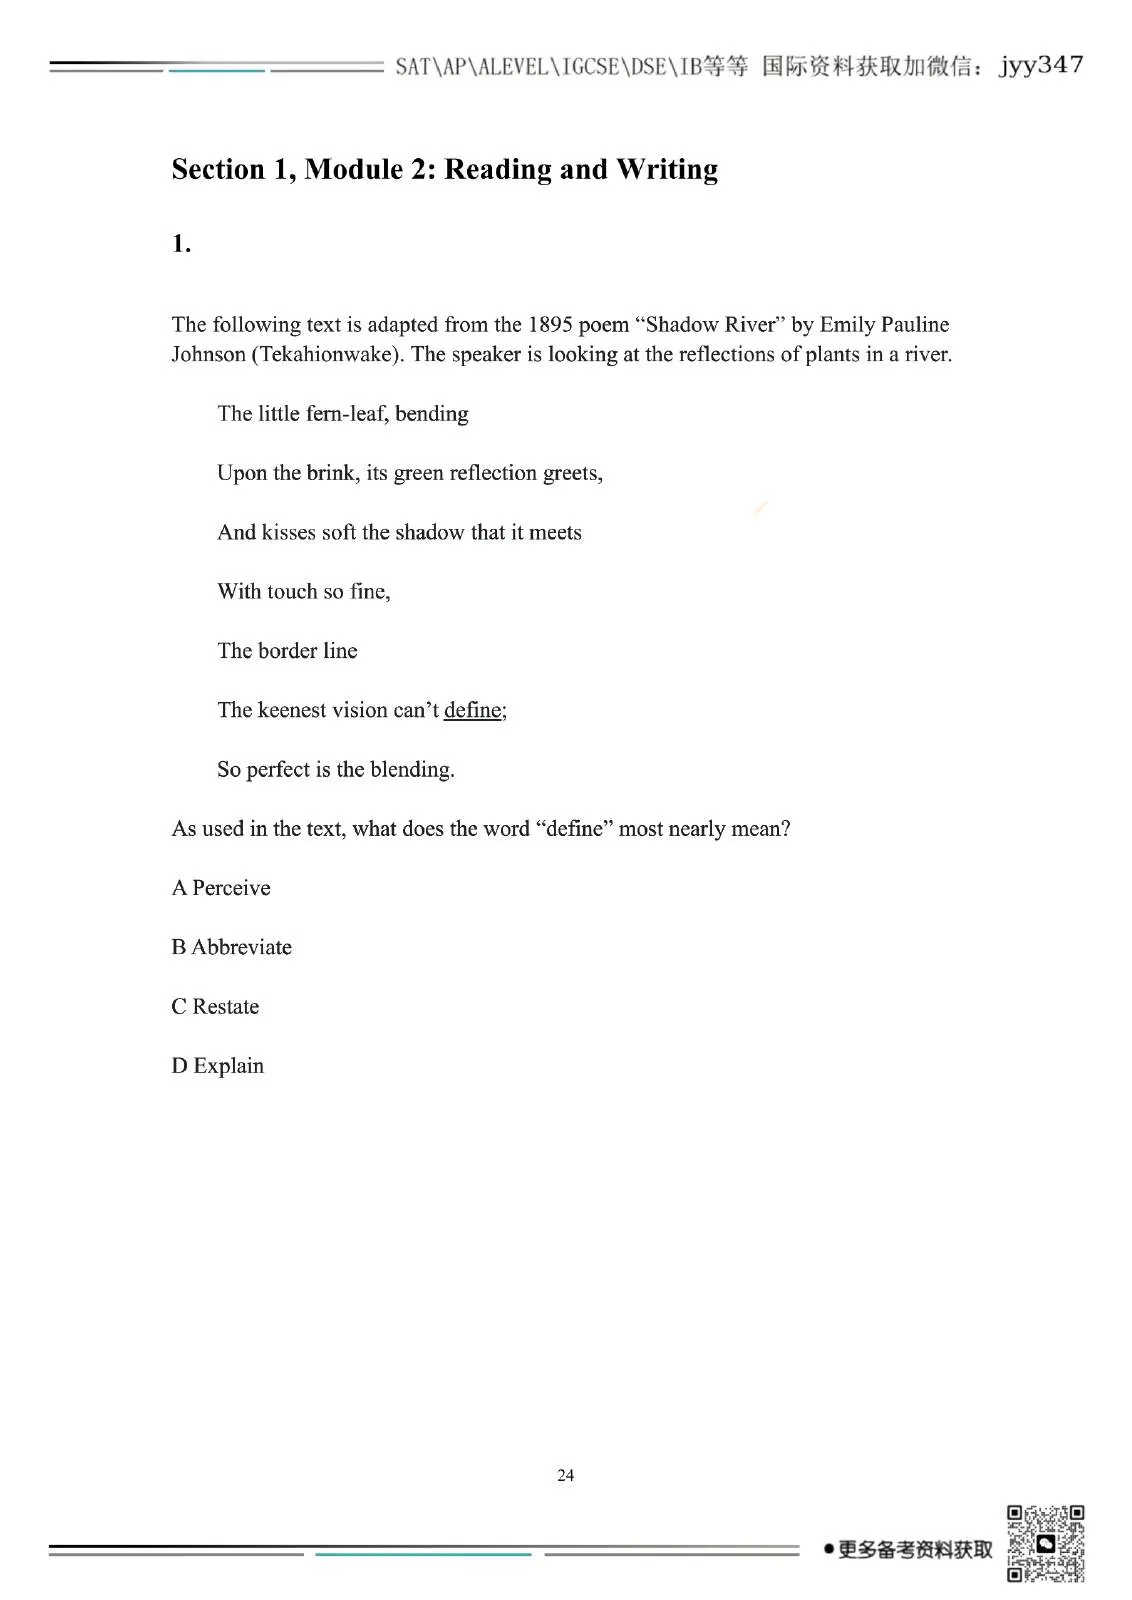 SAT\AP\ALEVEL\IGCSE\DSE\IB等等 国际资料获取加微信： jyy347
Section 1, Module 2: Reading and Writing
1.
The following text is adapted from the 1895 poem “Shadow River” by Emily Pauline
Johnson (Tekahionwake). The speaker is looking at the reflections of plants in a river.
The little fern-leaf, bending
Upon the brink, its green reflection greets,
And kisses soft the shadow that it meets
With touch so fine,
The border line
The keenest vision can’t define;
So perfect is the blending.
As used in the text, what does the word “define” most nearly mean?
A Perceive
B Abbreviate
C Restate
D Explain
24
●更多备考资料获取